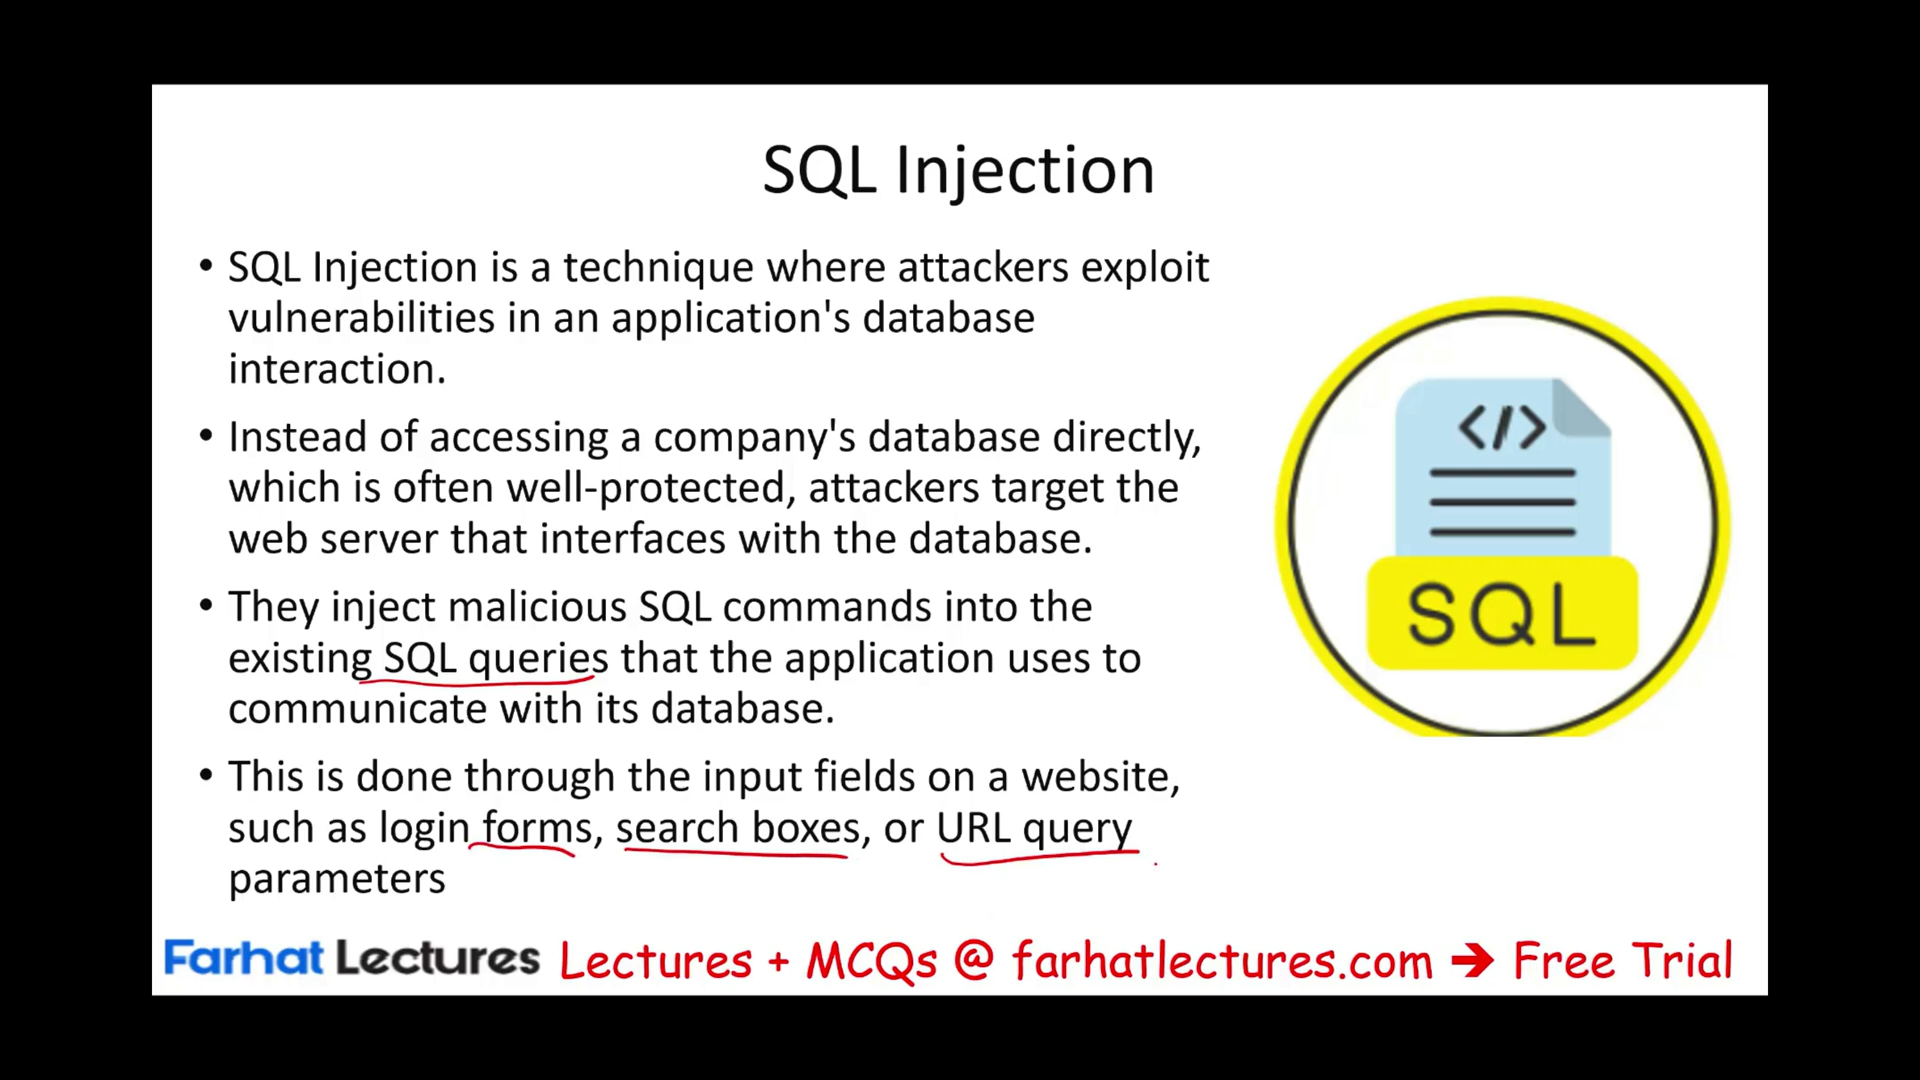 SQL Injection
• SQL Injection is a technique where attackers exploit
vulnerabilities in an application's database
interaction.
• Instead of accessing a company's database directly,
which is often well-protected, attackers target the
web server that interfaces with the database.
• They inject malicious SQL commands into the
existing SQL queries that the application uses to
communicate with its database.
• This is done through the input fields on a website,
such as login forms, search boxes, or URL query
parameters
</>
SQL
Farhat Lectures Lectures + MCQs @ farhatlectures.com ➔ Free Trial